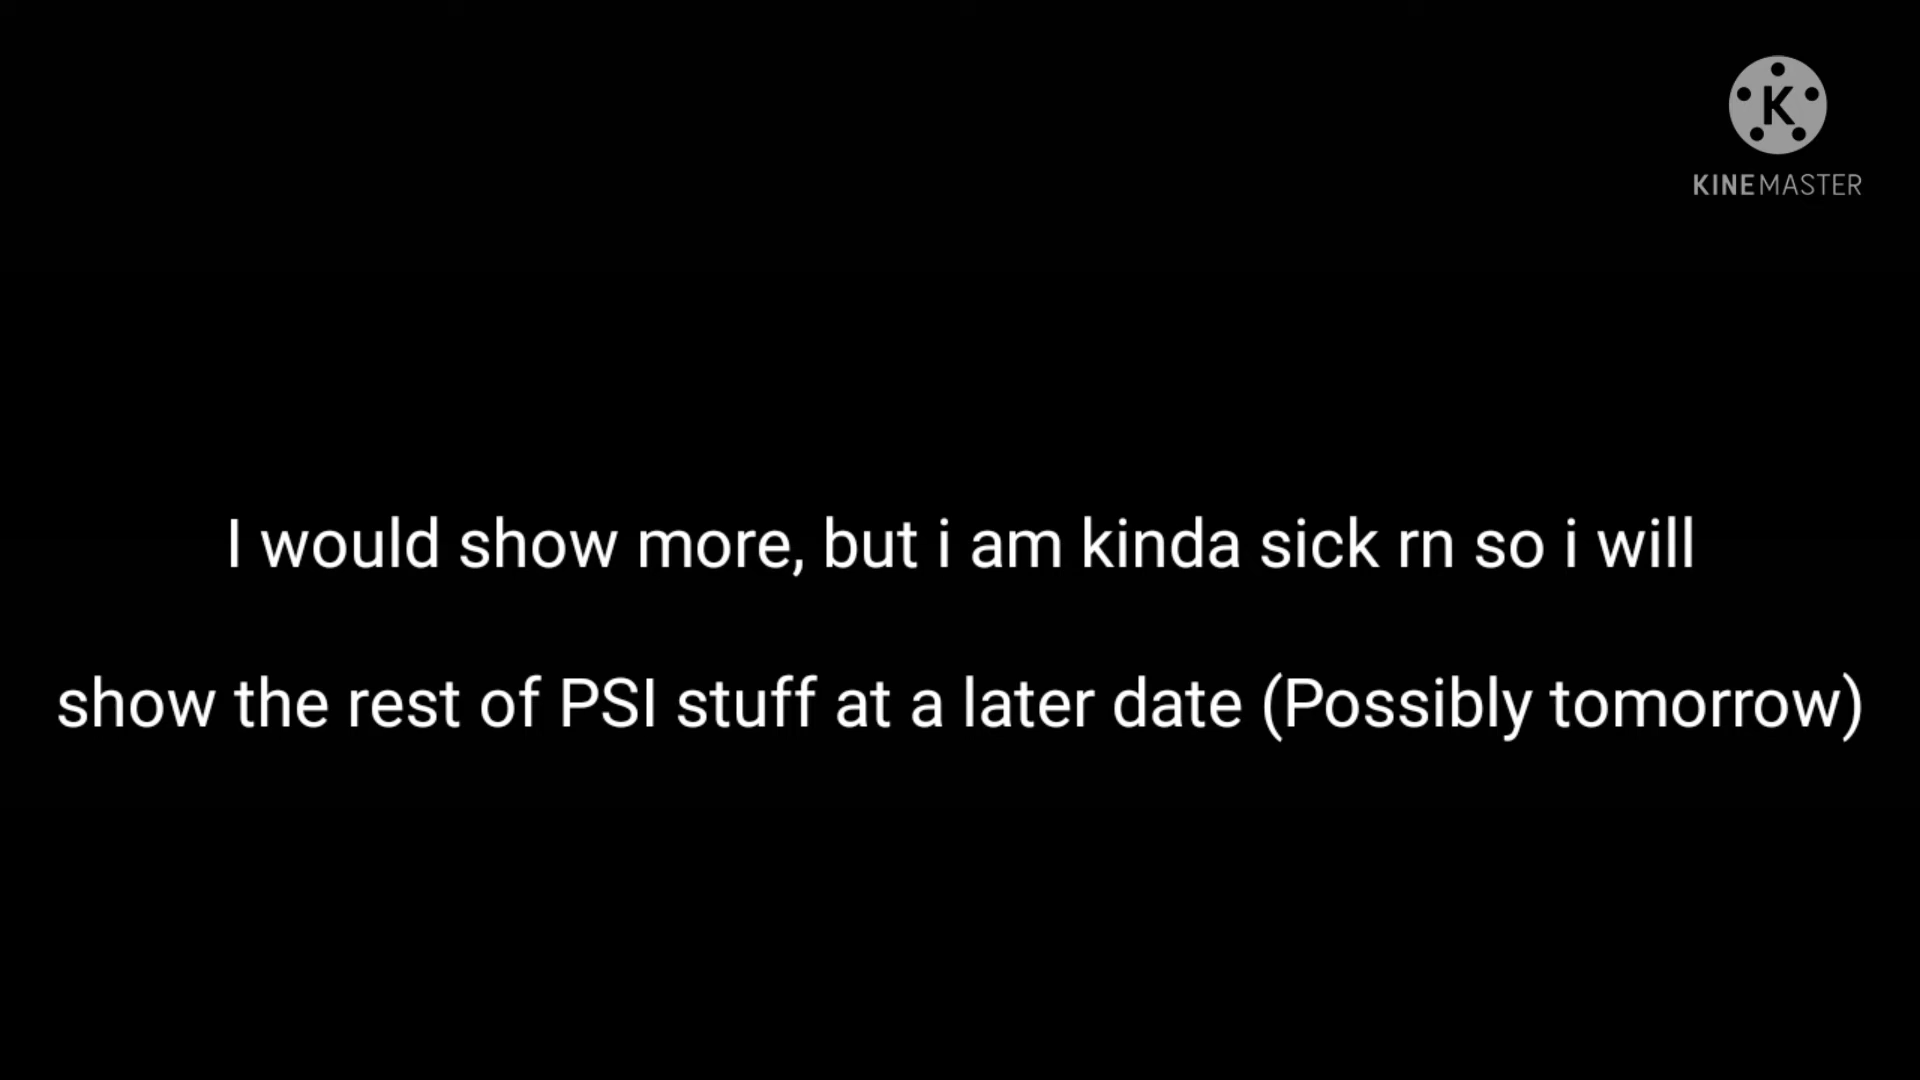 K
KINEMASTER
I would show more, but i am kinda sick rn so i will
show the rest of PSI stuff at a later date (Possibly tomorrow)